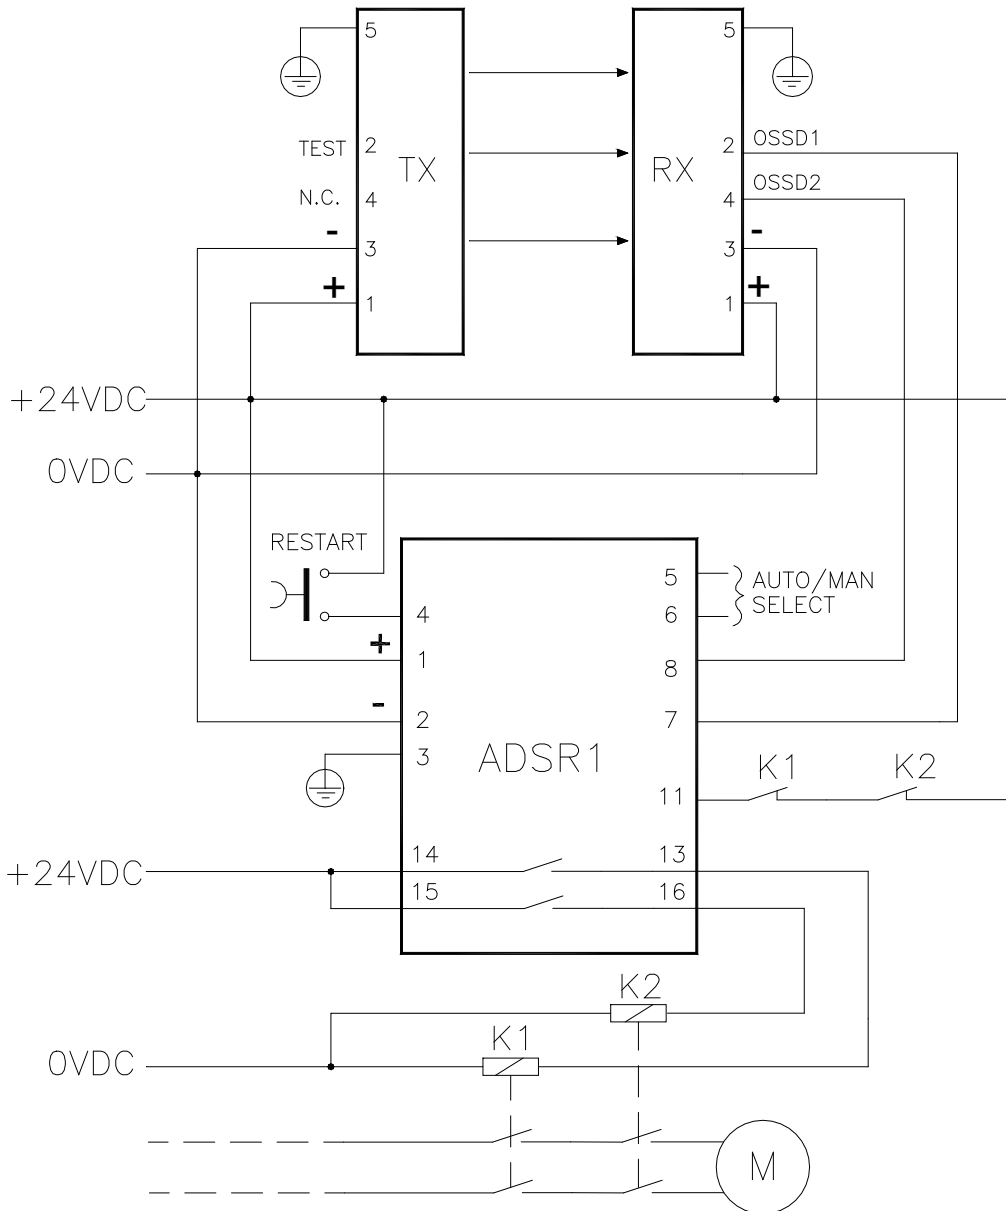 5
5
TEST 2
TX
RX
2 OSSD1
N.C. 4
4 OSSD2
- 3
3 -
+ 1
1 +
+24VDC
0VDC
RESTART
5
AUTO/MAN
SELECT
4
6
+ 1
8
- 2
7
3
ADSR1
11
K1
K2
+24VDC
14
13
15
16
K2
K1
0VDC
M